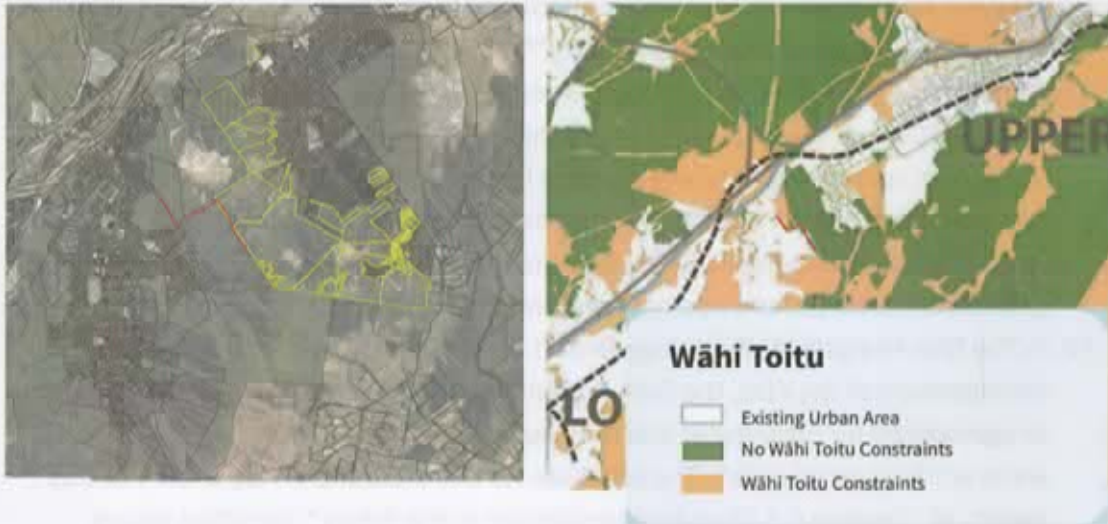 UPPER
LO
Wāhi Toitu
Existing Urban Area
No Wāhi Toitu Constraints
Wāhi Toitu Constraints